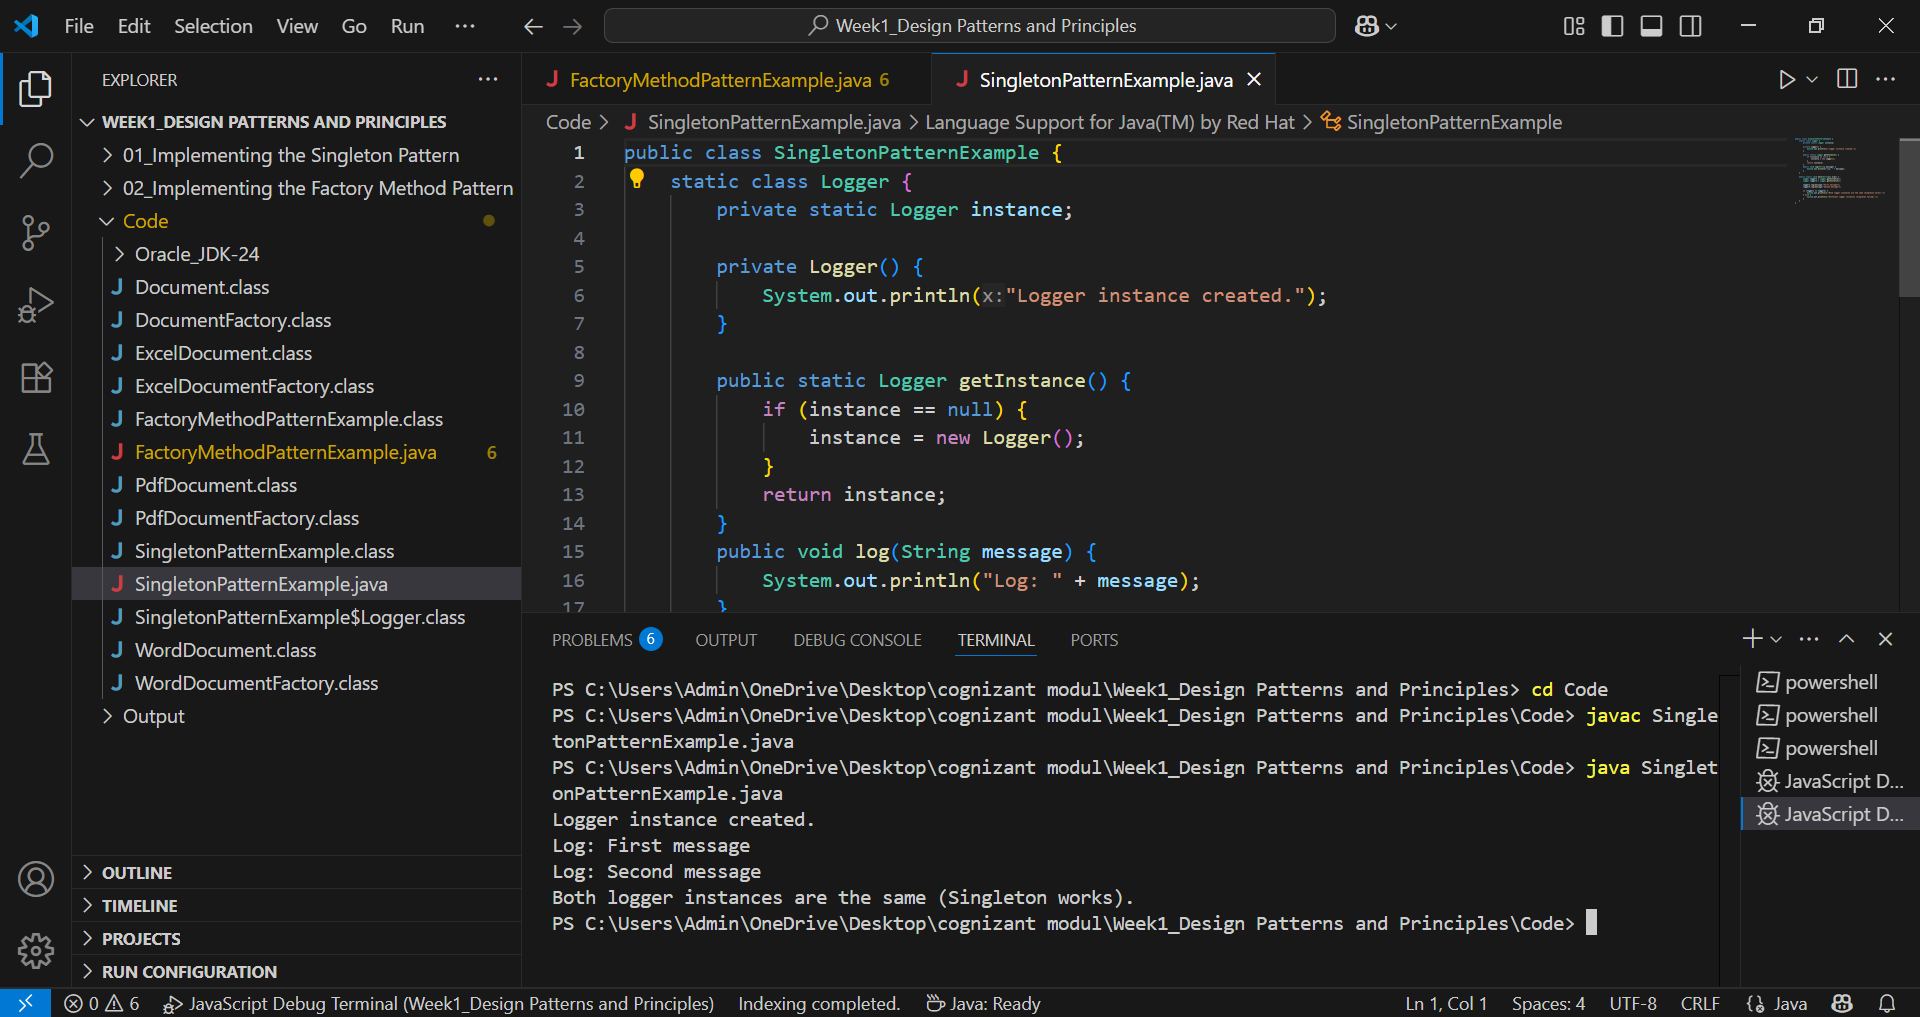 File Edit Selection View Go Run ···
Week1_Design Patterns and Principles
EXPLORER
WEEK1_DESIGN PATTERNS AND PRINCIPLES
01_Implementing the Singleton Pattern
02_Implementing the Factory Method Pattern
Code
Oracle_JDK-24
Document.class
DocumentFactory.class
ExcelDocument.class
ExcelDocumentFactory.class
FactoryMethodPatternExample.class
FactoryMethodPatternExample.java 6
PdfDocument.class
PdfDocumentFactory.class
SingletonPatternExample.class
SingletonPatternExample.java
SingletonPatternExample$Logger.class
WordDocument.class
WordDocumentFactory.class
Output
OUTLINE
TIMELINE
PROJECTS
RUN CONFIGURATION
FactoryMethodPatternExample.java 6 SingletonPatternExample.java
Code > SingletonPatternExample.java > Language Support for Java(TM) by Red Hat > SingletonPatternExample
1 public class SingletonPatternExample {
2 static class Logger {
3 private static Logger instance;
4
5 private Logger() {
6 System.out.println(x:"Logger instance created.");
7 }
8
9 public static Logger getInstance() {
10 if (instance == null) {
11 instance = new Logger();
12 }
13 return instance;
14 }
15 public void log(String message) {
16 System.out.println("Log: " + message);
17 }
PROBLEMS 6 OUTPUT DEBUG CONSOLE TERMINAL PORTS
PS C:\Users\Admin\OneDrive\Desktop\cognizant modul\Week1_Design Patterns and Principles> cd Code
PS C:\Users\Admin\OneDrive\Desktop\cognizant modul\Week1_Design Patterns and Principles\Code> javac Single
tonPatternExample.java
PS C:\Users\Admin\OneDrive\Desktop\cognizant modul\Week1_Design Patterns and Principles\Code> java Singlet
onPatternExample.java
Logger instance created.
Log: First message
Log: Second message
Both logger instances are the same (Singleton works).
PS C:\Users\Admin\OneDrive\Desktop\cognizant modul\Week1_Design Patterns and Principles\Code>
powershell
powershell
powershell
JavaScript D...
JavaScript D...
0 6 JavaScript Debug Terminal (Week1_Design Patterns and Principles) Indexing completed. Java: Ready Ln 1, Col 1 Spaces: 4 UTF-8 CRLF Java